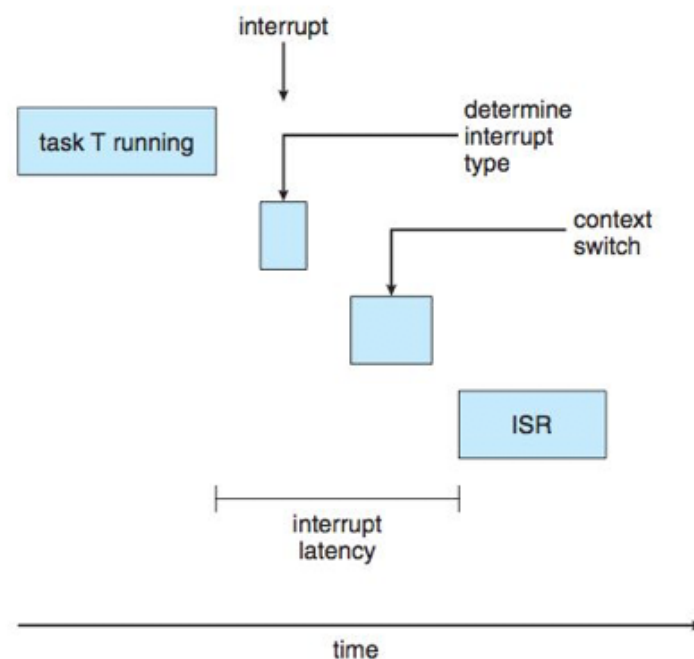 interrupt
task T running
determine
interrupt
type
context
switch
ISR
interrupt
latency
time